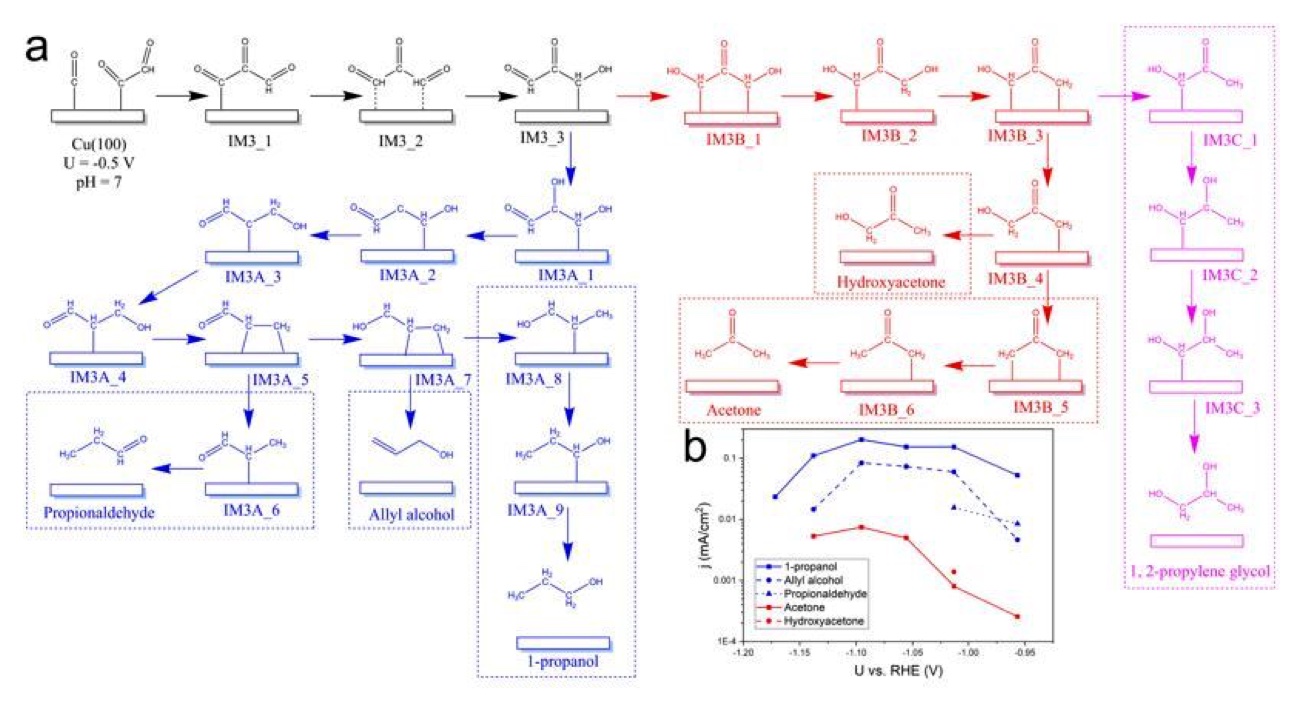 a
Cu(100)
U = -0.5 V
pH = 7
IM3_1
IM3_2
IM3_3
IM3B_1
IM3B_2
IM3B_3
IM3C_1
IM3A_3
IM3A_2
IM3A_1
Hydroxyacetone
IM3B_4
IM3C_2
IM3A_4
IM3A_5
IM3A_7
IM3A_8
Acetone
IM3B_6
IM3B_5
IM3C_3
Propionaldehyde
IM3A_6
Allyl alcohol
IM3A_9
1-propanol
1, 2-propylene glycol
b
j (mA/cm²)
0.1
0.01
0.001
1E-4
1-propanol
Allyl alcohol
Propionaldehyde
Acetone
Hydroxyacetone
-1.20 -1.15 -1.10 -1.05 -1.00 -0.95
U vs. RHE (V)